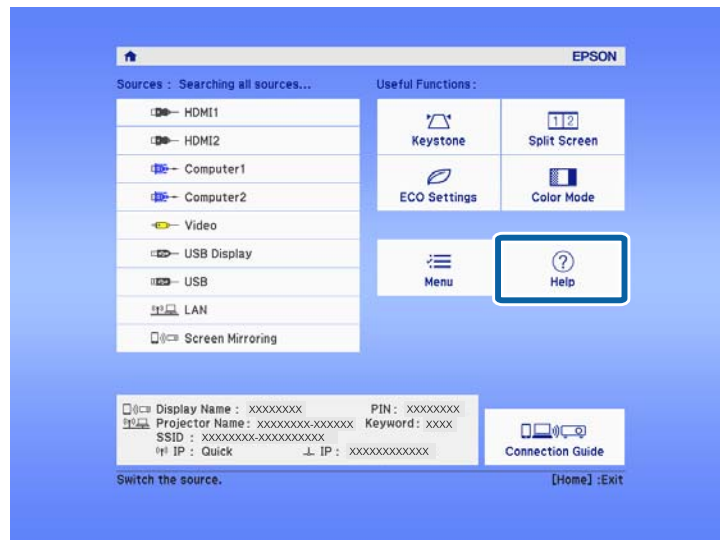 EPSON
Sources : Searching all sources...
HDMI1
HDMI2
Computer1
Computer2
Video
USB Display
USB
LAN
Screen Mirroring
Useful Functions :
Keystone
1 2
Split Screen
ECO Settings
Color Mode
Menu
? Help
Display Name : XXXXXXXX PIN : XXXXXXXX
Projector Name : XXXXXXXX-XXXXXX Keyword : XXXX
SSID : XXXXXXXX-XXXXXXXXXX
IP : Quick IP : XXXXXXXXXXXX
Connection Guide
Switch the source. [Home] :Exit